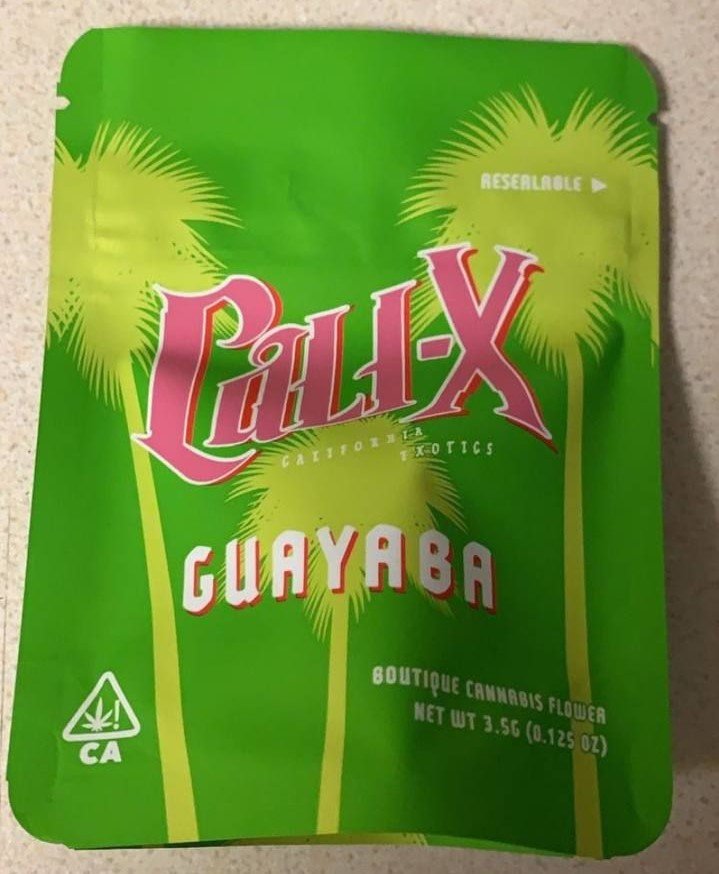 RESEALABLE
CALI-X
CALIFORNIA
EXOTICS
GUAYABA
BOUTIQUE CANNABIS FLOWER
NET WT 3.5G (0.125 OZ)
!
CA